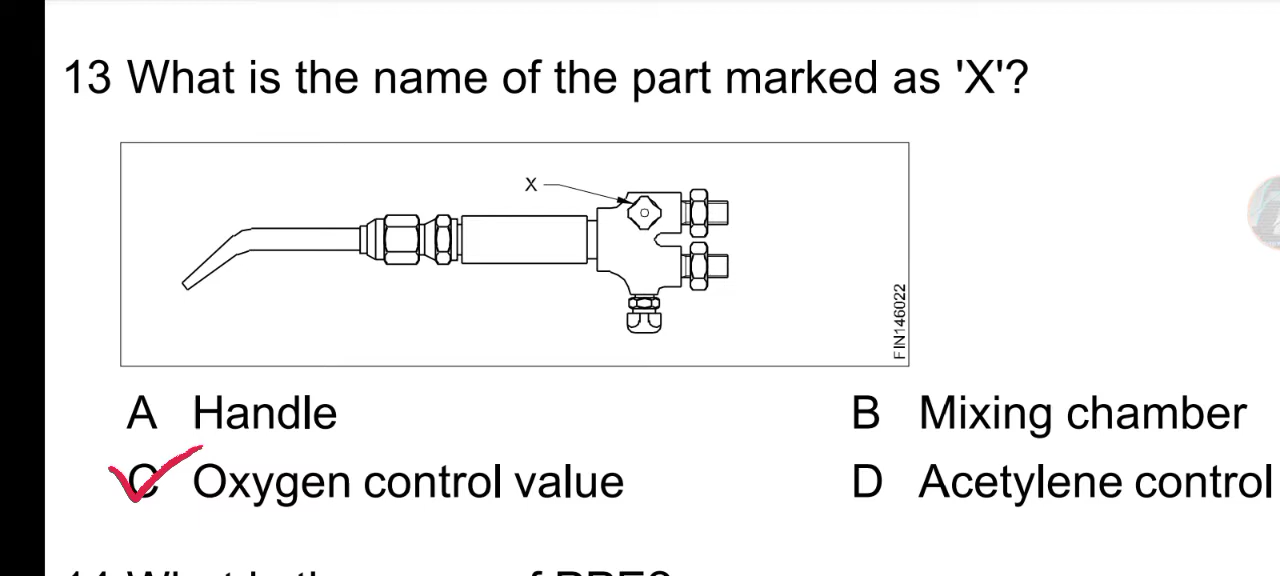 13 What is the name of the part marked as 'X'?
X
FIN146022
A Handle B Mixing chamber
C Oxygen control value D Acetylene control